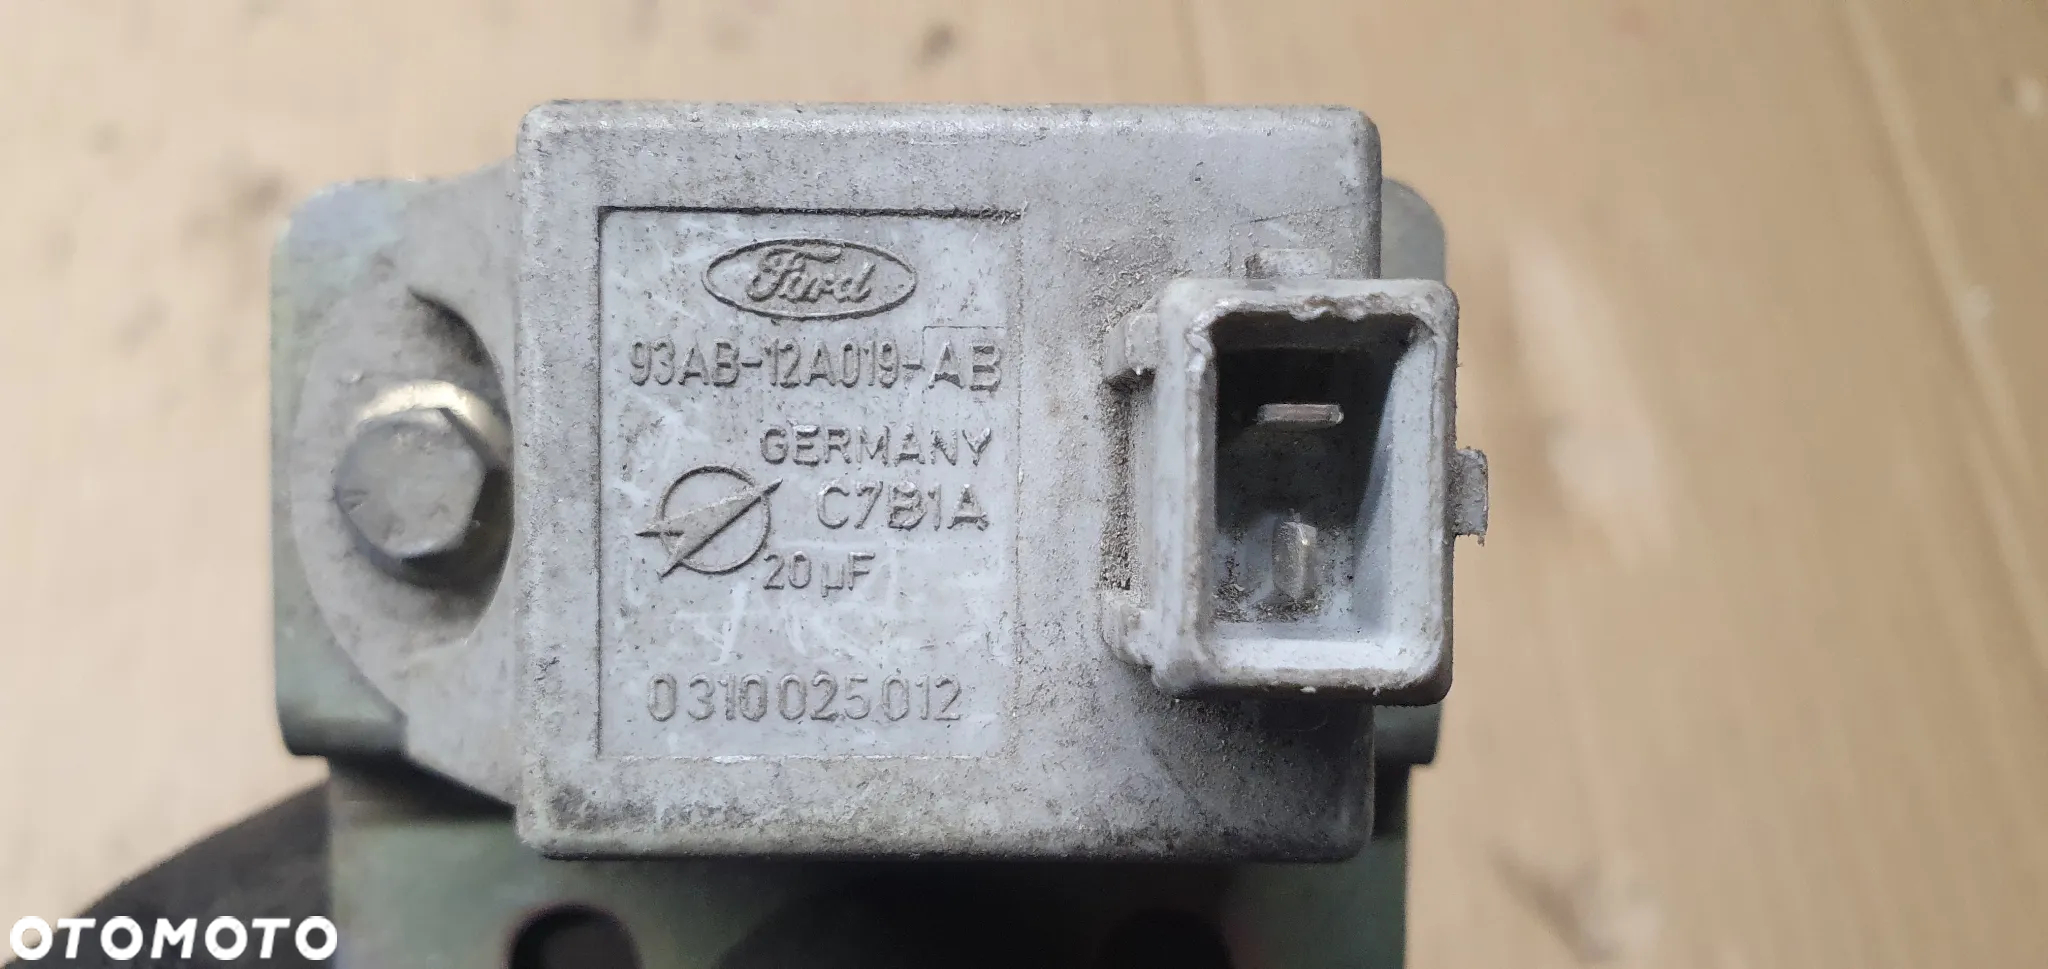 Ford
93AB-12A019-AB
GERMANY
C7B1A
20 µF
0310025012
OTOMOTO